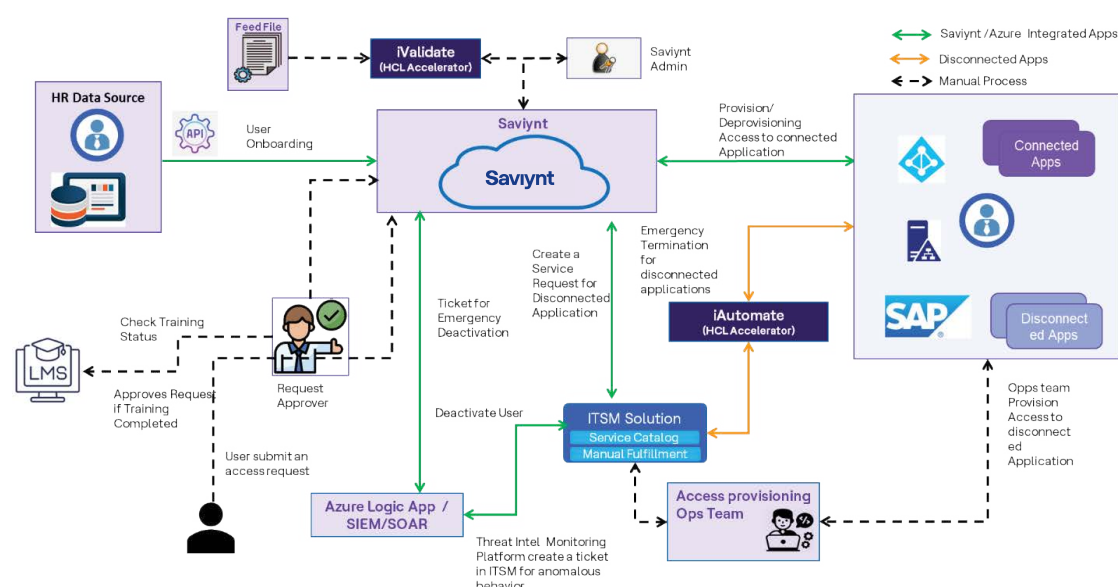 Feed File
iValidate
(HCL Accelerator)
Saviynt
Admin
Saviynt /Azure Integrated Apps
Disconnected Apps
Manual Process
HR Data Source
API
User
Onboarding
Saviynt
Saviynt
Provision/
Deprovisioning
Access to connected
Application
Connected
Apps
SAP
Disconnect
ed Apps
Create a
Service
Request for
Disconnected
Application
Emergency
Termination
for
disconnected
applications
iAutomate
(HCL Accelerator)
Ticket for
Emergency
Deactivation
Check Training
Status
LMS
Approves Request
if Training
Completed
Request
Approver
User submit an
access request
Deactivate User
ITSM Solution
Service Catalog
Manual Fulfillment
Opps team
Provision
Access to
disconnect
ed
Application
Azure Logic App /
SIEM/SOAR
Access provisioning
Ops Team
Threat Intel Monitoring
Platform create a ticket
in ITSM for anomalous
behavior